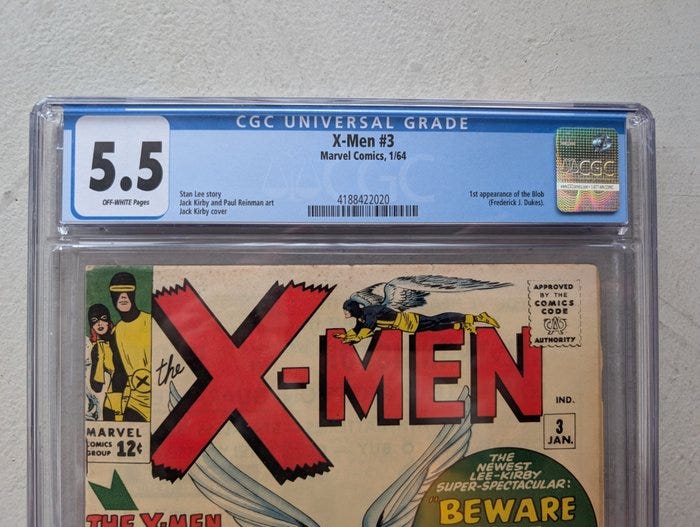 CGC UNIVERSAL GRADE
5.5
OFF-WHITE Pages
X-Men #3
Marvel Comics, 1/64
Stan Lee story
Jack Kirby and Paul Reinman art
Jack Kirby cover
4188422020
1st appearance of the Blob
(Frederick J. Dukes).
CGC
the X-MEN
APPROVED
BY THE
COMICS
CODE
AUTHORITY
MARVEL
COMICS
GROUP 12¢
IND.
3
JAN.
THE
NEWEST
LEE-KIRBY
SUPER-SPECTACULAR:
"BEWARE
THE X-MEN